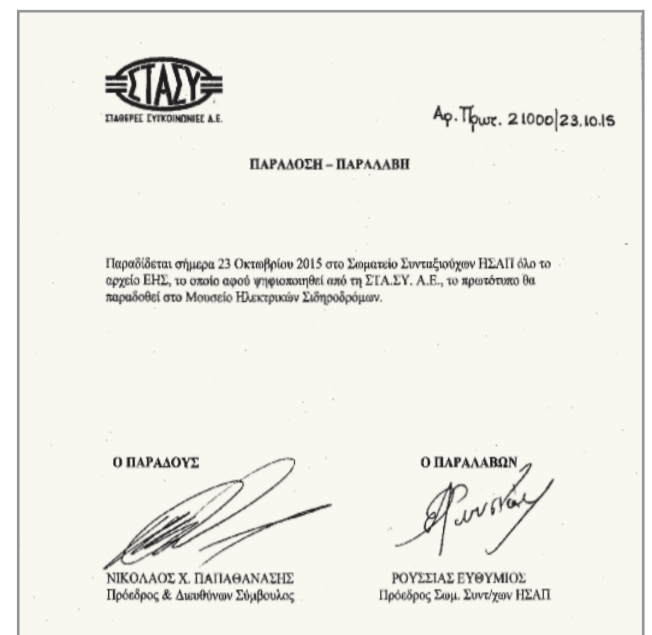 ΣΤΑΣΥ
ΣΤΑΘΕΡΕΣ ΣΥΓΚΟΙΝΩΝΙΕΣ Α.Ε.
Αρ. Πρωτ. 21000/23.10.15
ΠΑΡΑΔΟΣΗ – ΠΑΡΑΛΑΒΗ
Παραδίδεται σήμερα 23 Οκτωβρίου 2015 στο Σωματείο Συνταξιούχων ΗΣΑΠ όλο το
αρχείο ΕΗΣ, το οποίο αφού ψηφιοποιηθεί από τη ΣΤΑ.ΣΥ. Α.Ε., το πρωτότυπο θα
παραδοθεί στο Μουσείο Ηλεκτρικών Σιδηροδρόμων.
Ο ΠΑΡΑΔΟΥΣ Ο ΠΑΡΑΛΑΒΩΝ
ΝΙΚΟΛΑΟΣ Χ. ΠΑΠΑΘΑΝΑΣΗΣ ΡΟΥΣΣΙΑΣ ΕΥΘΥΜΙΟΣ
Πρόεδρος & Διευθύνων Σύμβουλος Πρόεδρος Σωμ. Συντ/χων ΗΣΑΠ